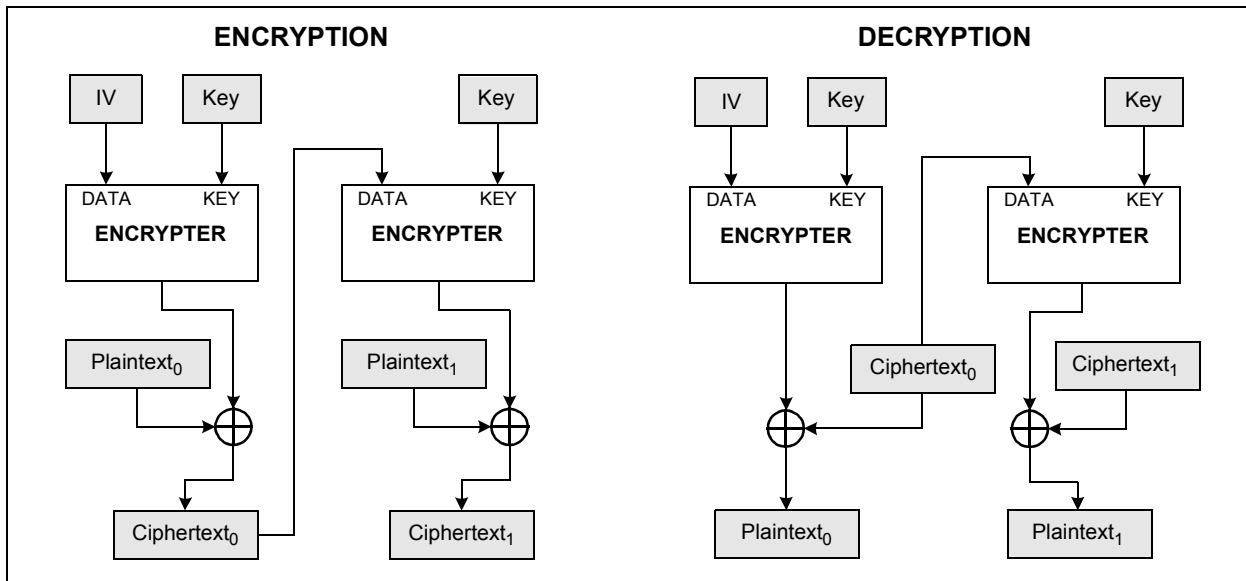 ENCRYPTION
IV
Key
Key
DATA
KEY
ENCRYPTER
DATA
KEY
ENCRYPTER
Plaintext0
Plaintext1
Ciphertext0
Ciphertext1
DECRYPTION
IV
Key
Key
DATA
KEY
ENCRYPTER
DATA
KEY
ENCRYPTER
Ciphertext0
Ciphertext1
Plaintext0
Plaintext1